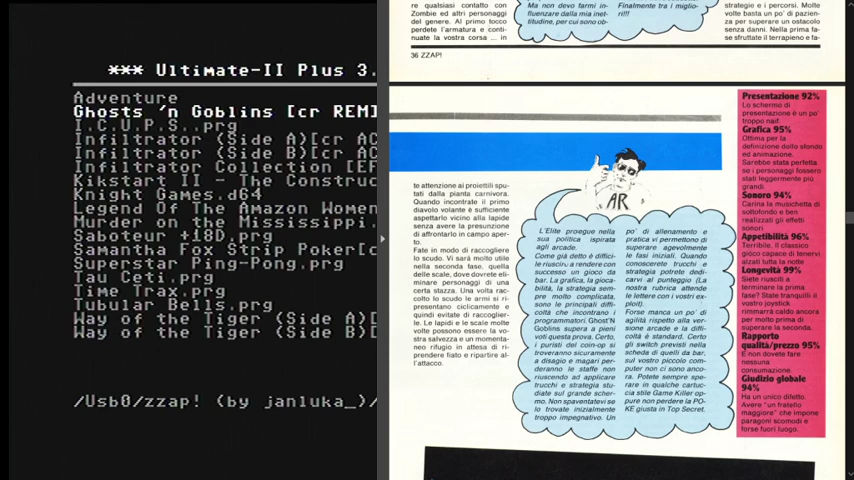 *** Ultimate-II Plus 3.
Adventure
Ghosts 'n Goblins [cr REM]
I.C.U.P.S..prg
Infiltrator (Side A)[cr AC
Infiltrator (Side B)[cr AC
Infiltrator Collection [EF
Kikstart II - The Construc
Knight Games.d64
Legend Of The Amazon Women
Murder on the Mississippi.
Saboteur +18D.prg
Samantha Fox Strip Poker[c
Superstar Ping-Pong.prg
Tau Ceti.prg
Time Trax.prg
Tubular Bells.prg
Way of the Tiger (Side A)[
Way of the Tiger (Side B)[
/Usb0/zzap! (by janluka_)/
re qualsiasi contatto con
Zombie ed altri personaggi
del genere. Al primo tocco
perdete l'armatura e conti-
nuate la vostra corsa ... in
Ma non devo farmi in-
fluenzare dalla mia inet-
titudine, per cui sono ob-
Finalmente tra i miglio-
ri!!!
strategie e i percorsi. Molte
volte basta un po' di pazien-
za per superare un ostacolo
senza danni. Nella prima fa-
se sfruttate il terrapieno e fa-
36 ZZAP!
te attenzione ai proiettili spu-
tati dalla pianta carnivora.
Quando incontrate il primo
diavolo volante è sufficiente
aspettarlo vicino alla lapide
senza avere la presunzione
di affrontarlo in campo aper-
to.
Fate in modo di raccogliere
lo scudo. Vi sarà molto utile
nella seconda fase, quella
delle scale, dove dovrete eli-
minare personaggi di una
certa stazza. Una volta rac-
colto lo scudo le armi si ri-
presentano ciclicamente e
quindi evitate di raccoglier-
le. Le lapidi e le scale molte
volte possono essere la vo-
stra salvezza e un momenta-
neo rifugio in attesa di ri-
prendere fiato e ripartire al-
l'attacco.
AR
L'Elite prosegue nella
sua politica ispirata
agli arcade.
Come già detto è diffici-
le riuscire a rendere con
successo un gioco da
bar. La grafica, la gioca-
bilità, la strategia sem-
pre molto complicata,
sono le principali diffi-
coltà che incontrano i
programmatori. Ghost'N
Goblins supera a pieni
voti questa prova. Certo,
i puristi del coin-op si
troveranno sicuramente
a disagio e magari per-
deranno le staffe non
riuscendo ad applicare
trucchi e strategie stu-
diate sul grande scher-
mo. Non spaventatevi se
lo trovate inizialmente
troppo impegnativo. Un
po' di allenamento e
pratica vi permettono di
superare agevolmente
le fasi iniziali. Quando
conoscerete trucchi e
strategia potrete dedi-
carvi al punteggio (La
nostra rubrica attende
le lettere con i vostri ex-
ploit).
Forse manca un po' di
agilità rispetto alla ver-
sione arcade e la diffi-
coltà è standard. Certo
gli switch previsti nella
scheda di quelli da bar,
sul vostro piccolo com-
puter non ci sono anco-
ra. Potete sempre spe-
rare in qualche cartuc-
cia stile Game Killer op-
pure non perdere la PO-
KE giusta in Top Secret.
Presentazione 92%
Lo schermo di
presentazione è un po'
troppo naif.
Grafica 95%
Ottima per la
definizione dello sfondo
ed animazione.
Sarebbe stata perfetta
se i personaggi fossero
stati leggermente più
grandi.
Sonoro 94%
Carina la musichetta di
sottofondo e ben
realizzati gli effetti
sonori
Appetibilità 96%
Terribile. Il classico
gioco capace di tenervi
alzati tutta la notte
Longevità 99%
Siete riusciti a
terminare la prima
fase? State tranquilli il
vostro joystick
rimmarrà caldo ancora
per molto prima di
superare la seconda.
Rapporto
qualità/prezzo 95%
E non dovete fare
nessuna
consumazione.
Giudizio globale
94%
Ha un unico diletto.
Avere "un fratello
maggiore" che impone
paragoni scomodi e
forse fuori luogo.